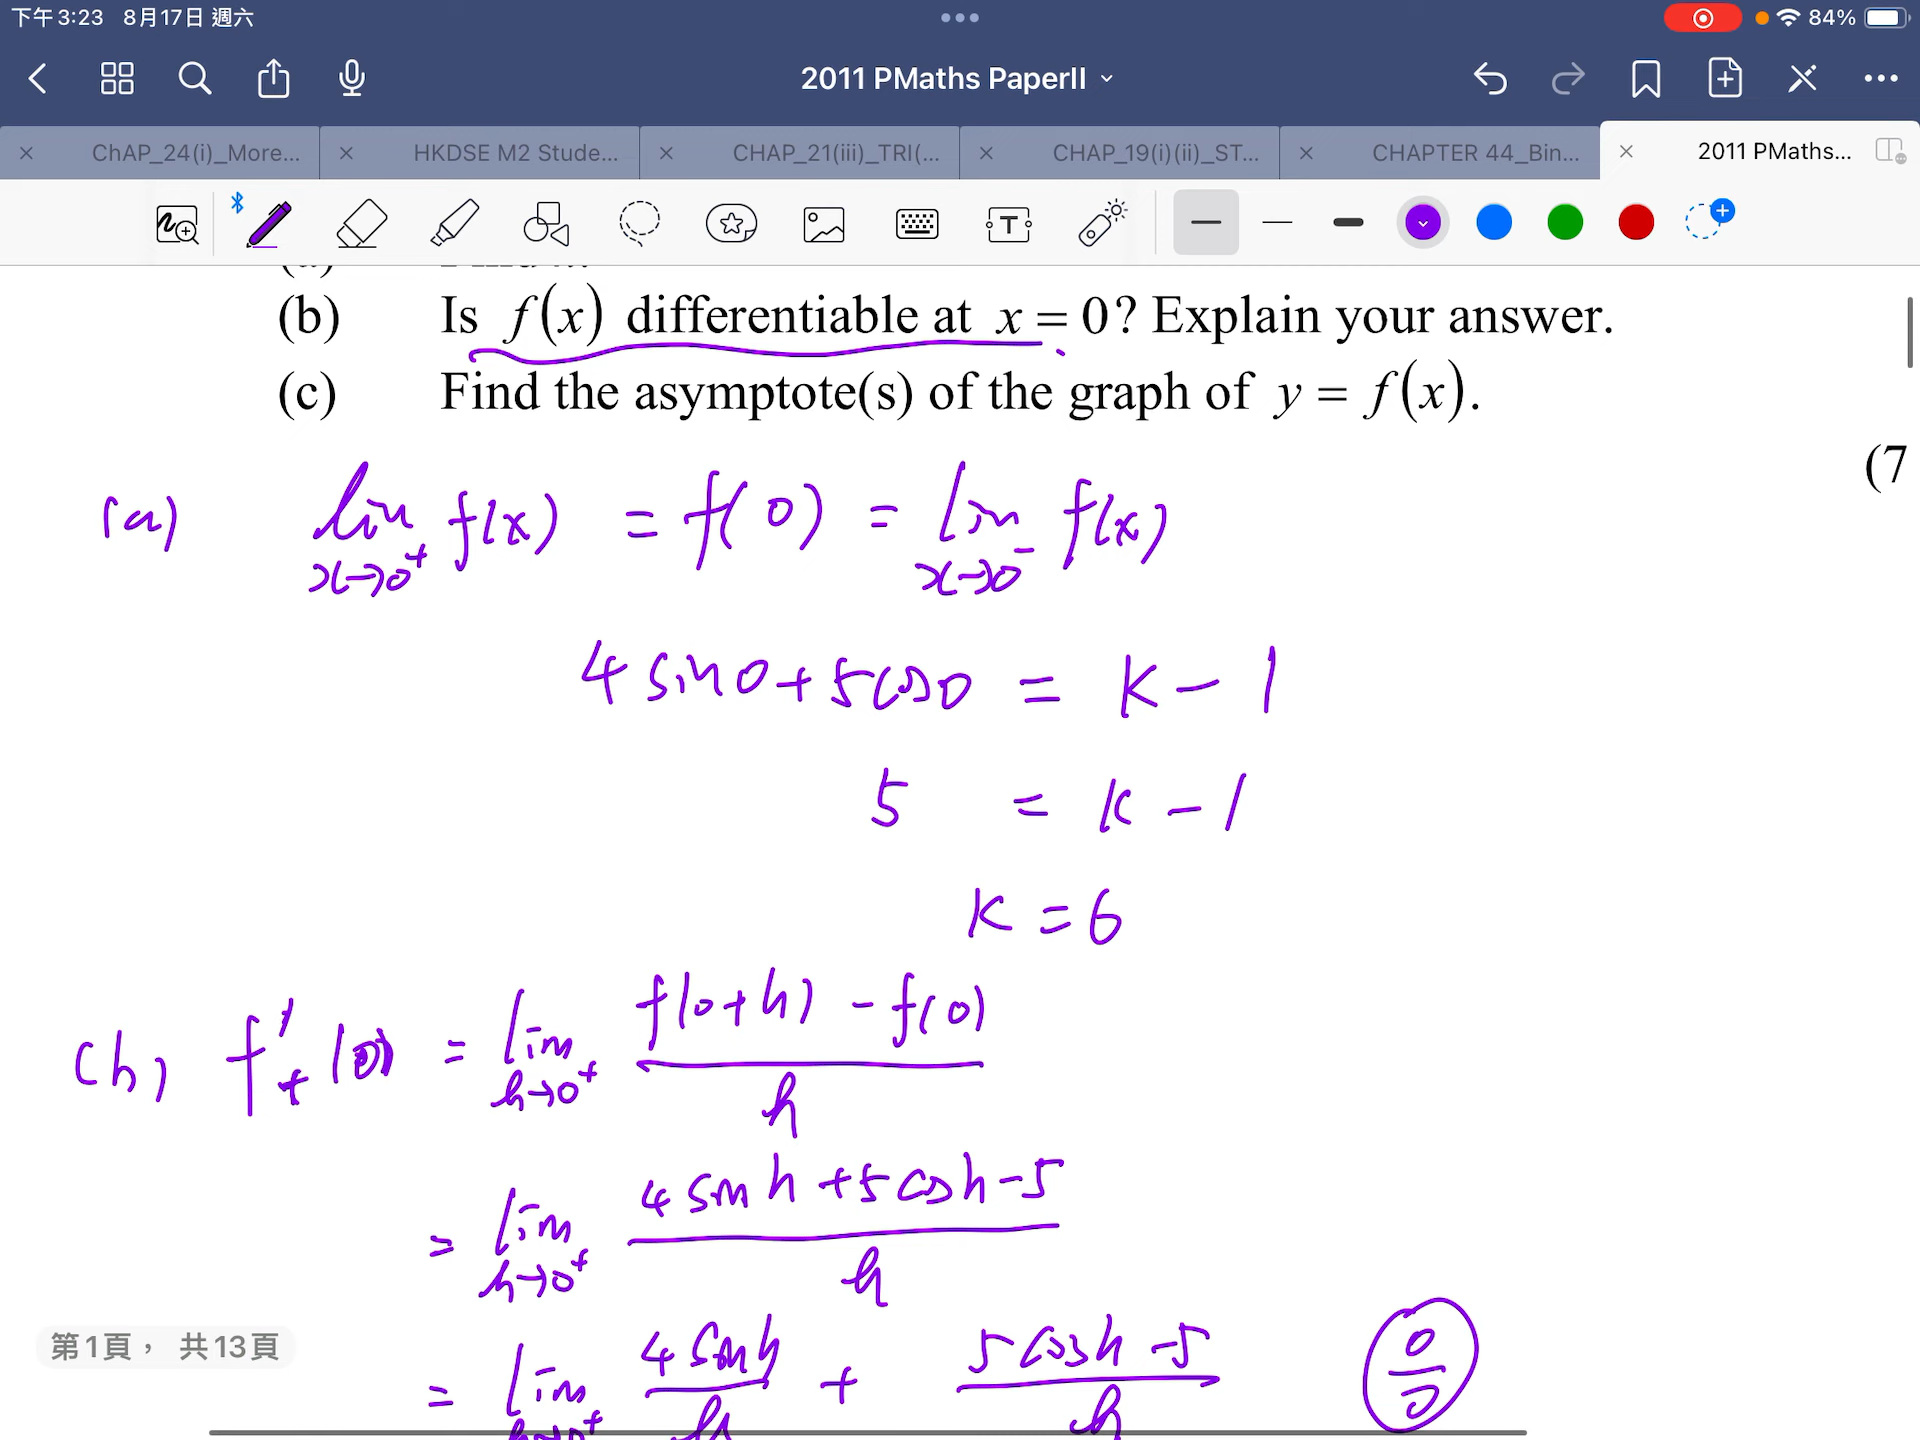 下午3:23 8月17日 週六
84%
2011 PMaths PaperII
ChAP_24(i)_More...
HKDSE M2 Stude...
CHAP_21(iii)_TRI(...
CHAP_19(i)(ii)_ST...
CHAPTER 44_Bin...
2011 PMaths...
(b) Is f(x) differentiable at x = 0? Explain your answer.
(c) Find the asymptote(s) of the graph of y = f(x).
(7
(a) lim x→0⁺ f(x) = f(0) = lim x→0⁻ f(x)
4 sin0 + 5cos0 = K - 1
5 = K - 1
K = 6
(b) f'₊(0) = lim h→0⁺ f(0+h) - f(0) / h
= lim h→0⁺ 4 sin h + 5 cos h - 5 / h
= lim h→0⁺ 4 sin h / h + 5 cos h - 5 / h 0/0
第1頁，共13頁